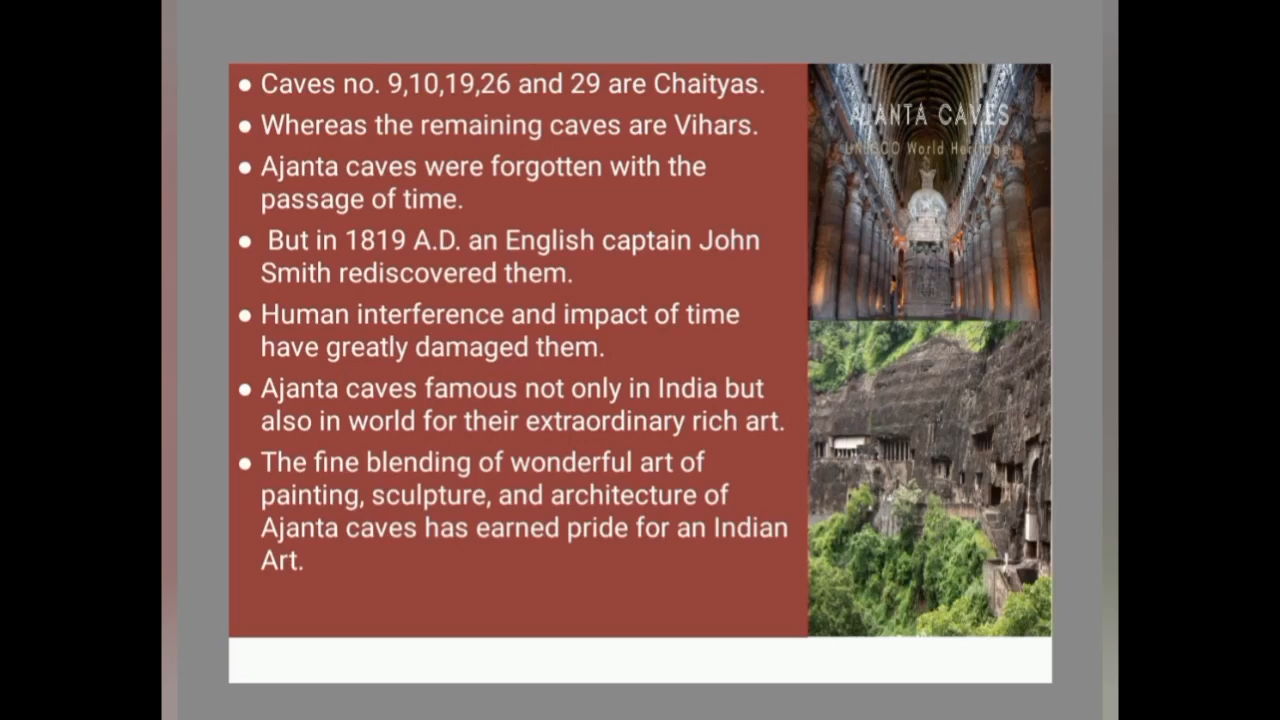 ● Caves no. 9,10,19,26 and 29 are Chaityas.
● Whereas the remaining caves are Vihars.
● Ajanta caves were forgotten with the
passage of time.
● But in 1819 A.D. an English captain John
Smith rediscovered them.
● Human interference and impact of time
have greatly damaged them.
● Ajanta caves famous not only in India but
also in world for their extraordinary rich art.
● The fine blending of wonderful art of
painting, sculpture, and architecture of
Ajanta caves has earned pride for an Indian
Art.
AJANTA CAVES
UNESCO World Heritage